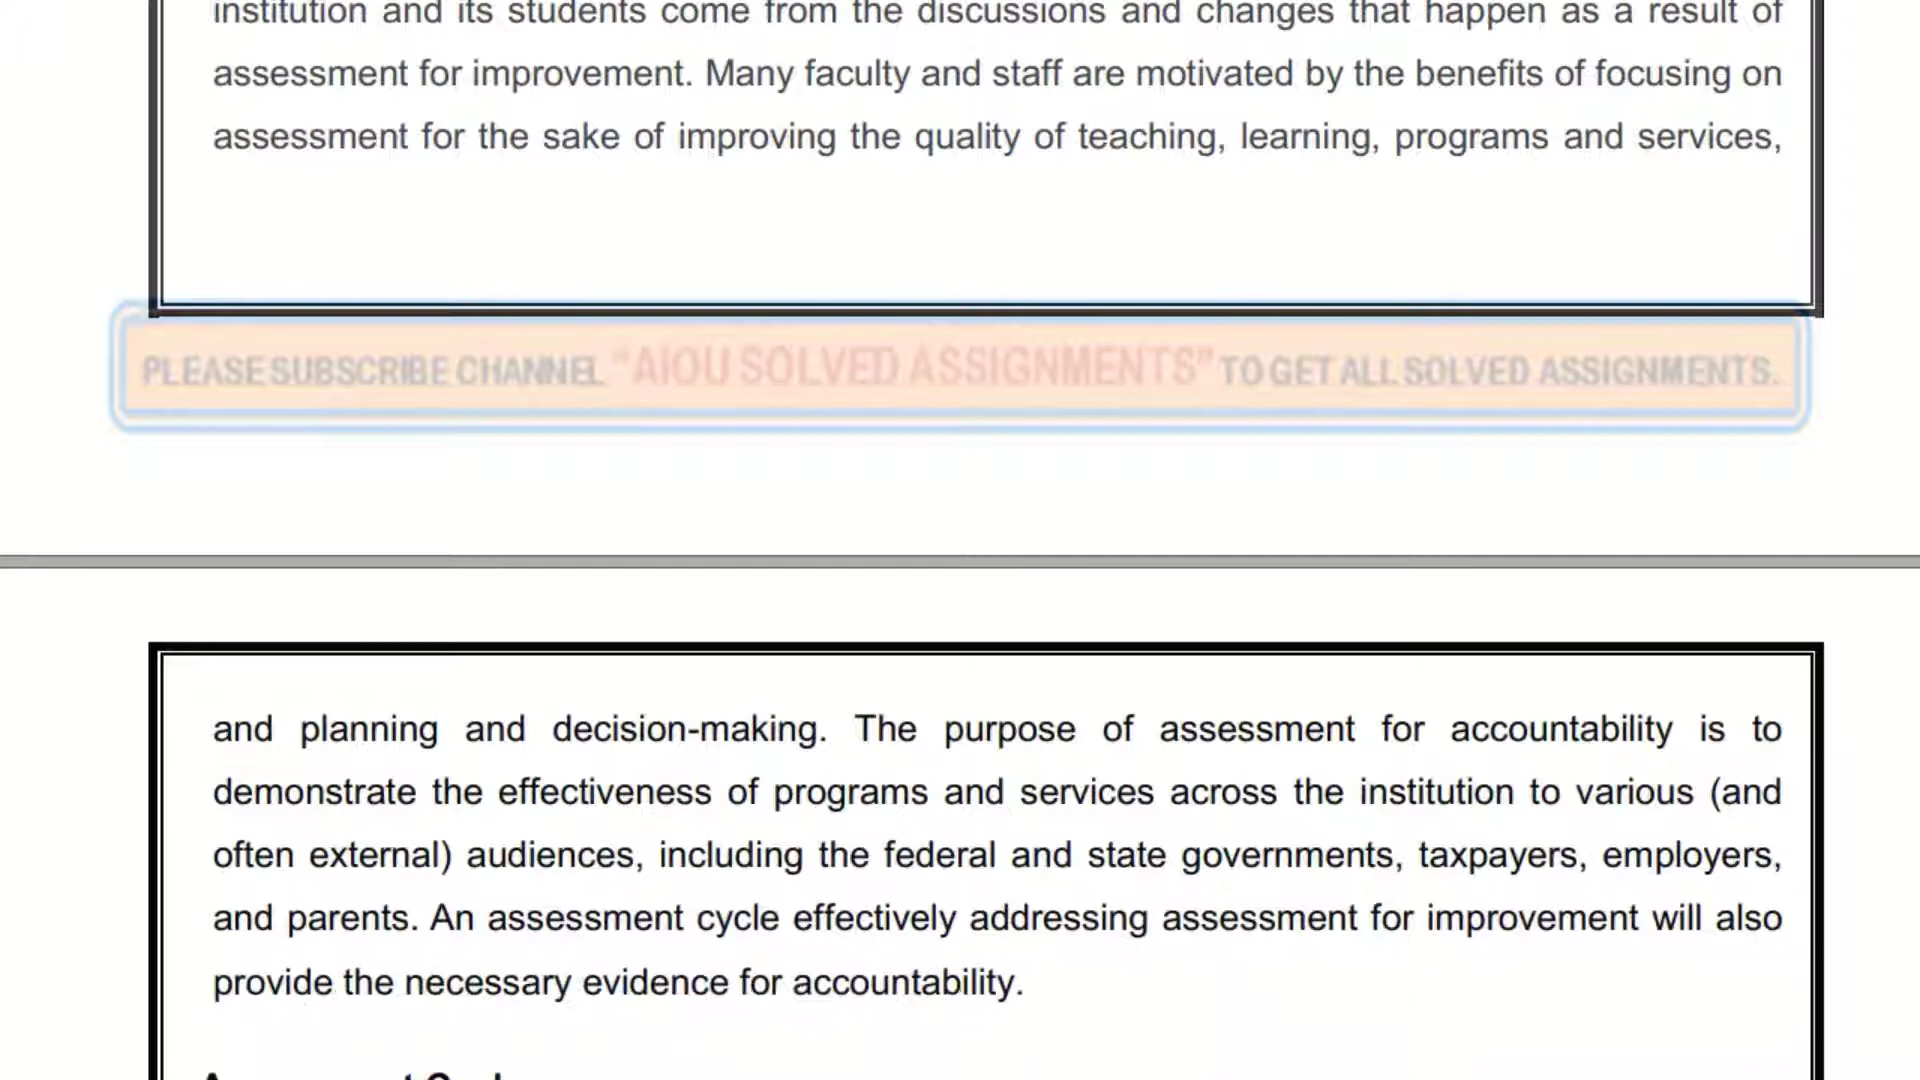 institution and its students come from the discussions and changes that happen as a result of
assessment for improvement. Many faculty and staff are motivated by the benefits of focusing on
assessment for the sake of improving the quality of teaching, learning, programs and services,
PLEASE SUBSCRIBE CHANNEL "AIOU SOLVED ASSIGNMENTS" TO GET ALL SOLVED ASSIGNMENTS.
and planning and decision-making. The purpose of assessment for accountability is to
demonstrate the effectiveness of programs and services across the institution to various (and
often external) audiences, including the federal and state governments, taxpayers, employers,
and parents. An assessment cycle effectively addressing assessment for improvement will also
provide the necessary evidence for accountability.